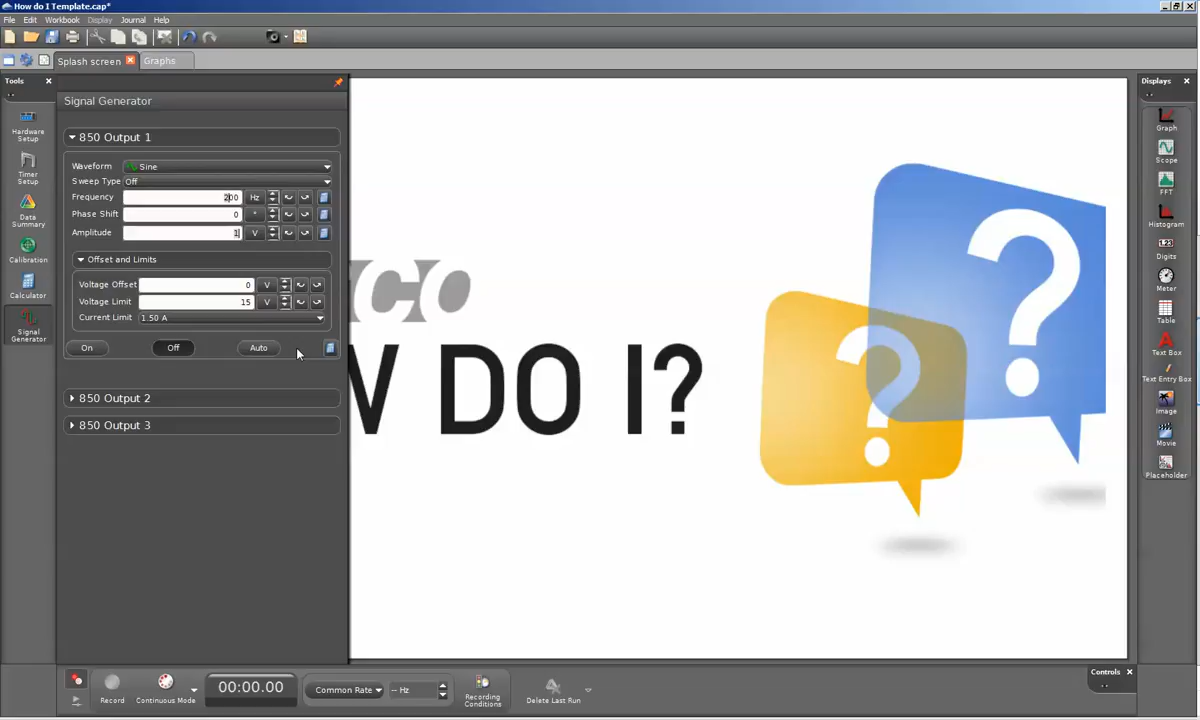 How do I Template.cap*
File Edit Workbook Display Journal Help
Splash screen Graphs
Tools
Hardware Setup
Timer Setup
Data Summary
Calibration
Calculator
Signal Generator
Signal Generator
850 Output 1
Waveform Sine
Sweep Type Off
Frequency 200 Hz
Phase Shift 0 °
Amplitude 1 V
Offset and Limits
Voltage Offset 0 V
Voltage Limit 15 V
Current Limit 1.50 A
On Off Auto
850 Output 2
850 Output 3
CO
DO I?
? ?
Displays
Graph
Scope
FFT
Histogram
Digits
Meter
Table
Text Box
Text Entry Box
Image
Movie
Placeholder
Record
Continuous Mode
00:00.00
Common Rate -- Hz
Recording Conditions
Delete Last Run
Controls